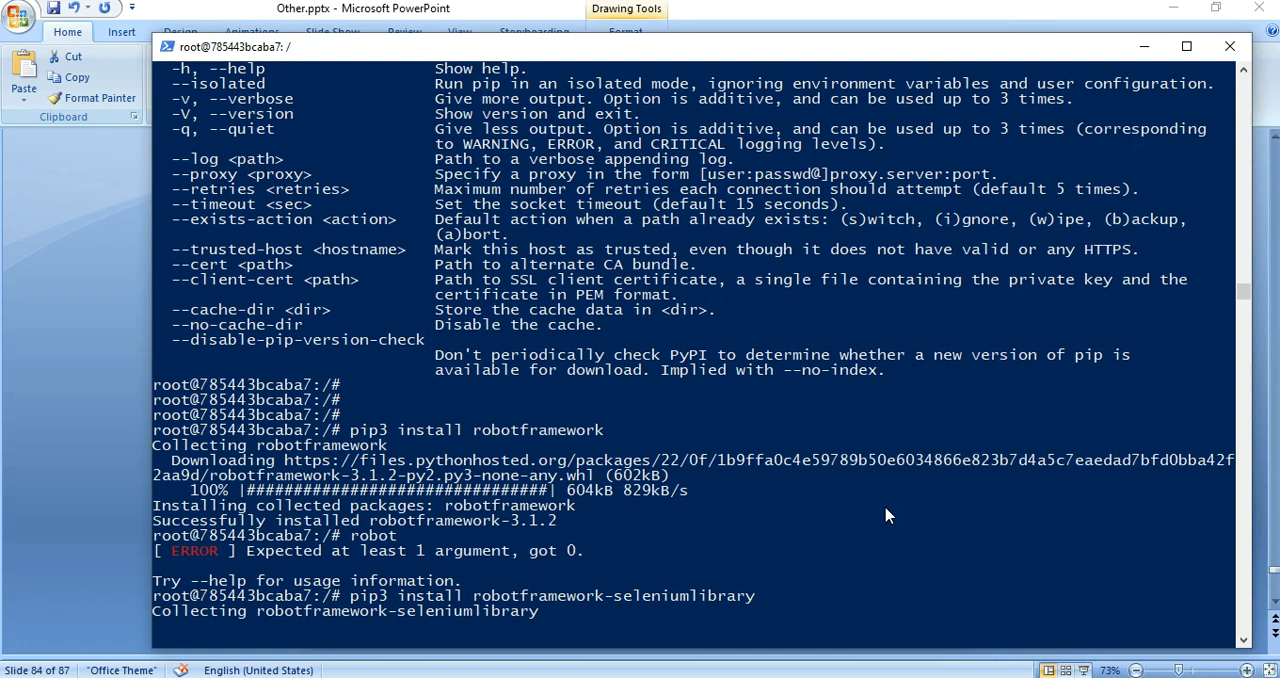 Other.pptx - Microsoft PowerPoint
Drawing Tools
Home
Insert
Design
Animations
Slide Show
Review
View
Storyboarding
Format
Cut
Copy
Format Painter
Paste
Clipboard
root@785443bcaba7: /
-h, --help Show help.
--isolated Run pip in an isolated mode, ignoring environment variables and user configuration.
-v, --verbose Give more output. Option is additive, and can be used up to 3 times.
-V, --version Show version and exit.
-q, --quiet Give less output. Option is additive, and can be used up to 3 times (corresponding
to WARNING, ERROR, and CRITICAL logging levels).
--log <path> Path to a verbose appending log.
--proxy <proxy> Specify a proxy in the form [user:passwd@]proxy.server:port.
--retries <retries> Maximum number of retries each connection should attempt (default 5 times).
--timeout <sec> Set the socket timeout (default 15 seconds).
--exists-action <action> Default action when a path already exists: (s)witch, (i)gnore, (w)ipe, (b)ackup,
(a)bort.
--trusted-host <hostname> Mark this host as trusted, even though it does not have valid or any HTTPS.
--cert <path> Path to alternate CA bundle.
--client-cert <path> Path to SSL client certificate, a single file containing the private key and the
certificate in PEM format.
--cache-dir <dir> Store the cache data in <dir>.
--no-cache-dir Disable the cache.
--disable-pip-version-check
Don't periodically check PyPI to determine whether a new version of pip is
available for download. Implied with --no-index.
root@785443bcaba7:/#
root@785443bcaba7:/#
root@785443bcaba7:/#
root@785443bcaba7:/# pip3 install robotframework
Collecting robotframework
Downloading https://files.pythonhosted.org/packages/22/0f/1b9ffa0c4e59789b50e6034866e823b7d4a5c7eaedad7bfd0bba42f
2aa9d/robotframework-3.1.2-py2.py3-none-any.whl (602kB)
100% |################################| 604kB 829kB/s
Installing collected packages: robotframework
Successfully installed robotframework-3.1.2
root@785443bcaba7:/# robot
[ ERROR ] Expected at least 1 argument, got 0.
Try --help for usage information.
root@785443bcaba7:/# pip3 install robotframework-seleniumlibrary
Collecting robotframework-seleniumlibrary
Slide 84 of 87
"Office Theme"
English (United States)
73%